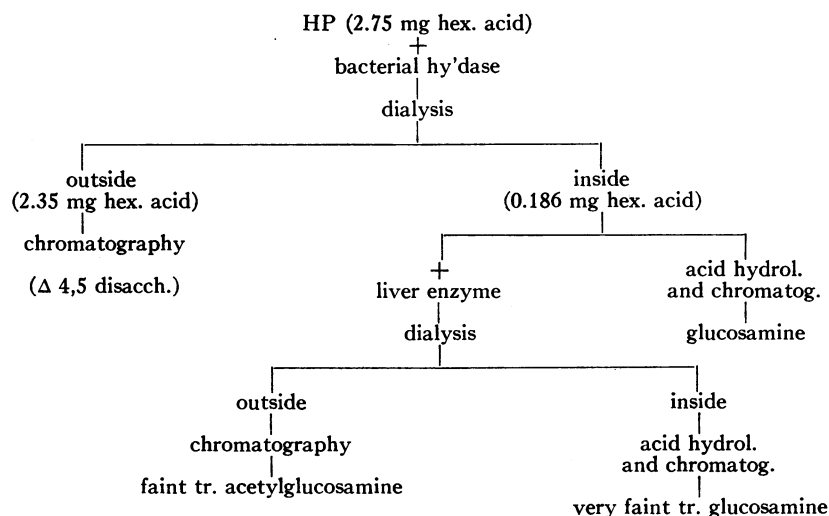 HP (2.75 mg hex. acid)
+
bacterial hy'dase
dialysis
outside
(2.35 mg hex. acid)
chromatography
(Δ 4,5 disacch.)
inside
(0.186 mg hex. acid)
+
liver enzyme
dialysis
acid hydrol.
and chromatog.
glucosamine
outside
chromatography
faint tr. acetylglucosamine
inside
acid hydrol.
and chromatog.
very faint tr. glucosamine